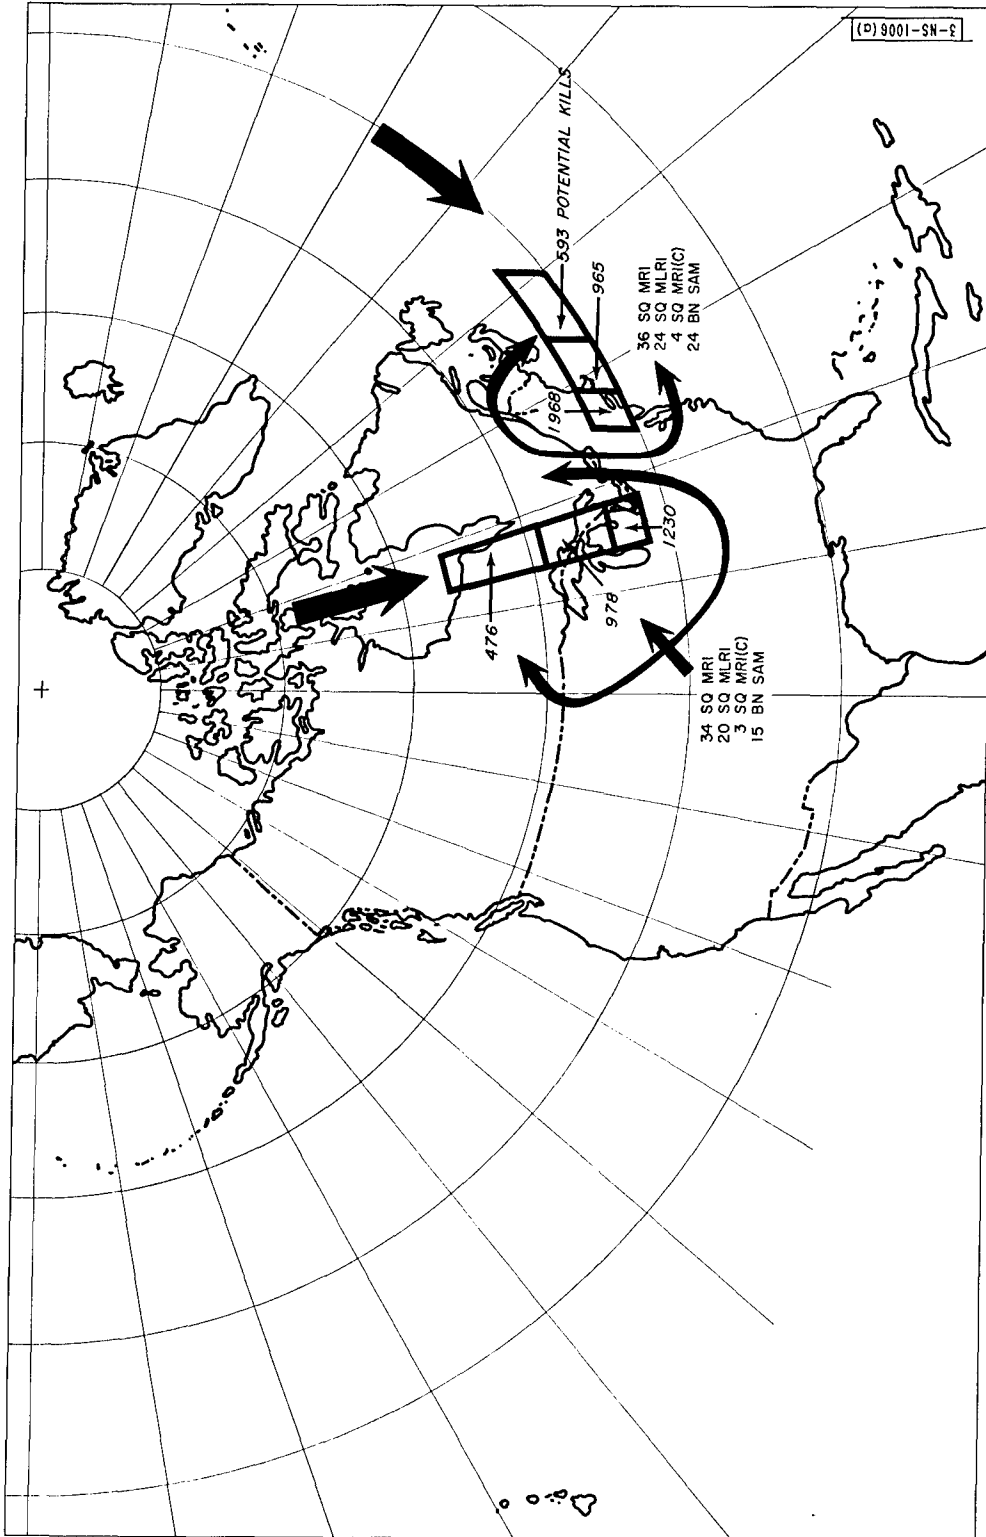 3-NS-1006(a)
593 POTENTIAL KILLS
965
1968
36 SQ MRI
24 SQ MLRI
4 SQ MRI(C)
24 BN SAM
476
978
1230
34 SQ MRI
20 SQ MLRI
3 SQ MRI(C)
15 BN SAM